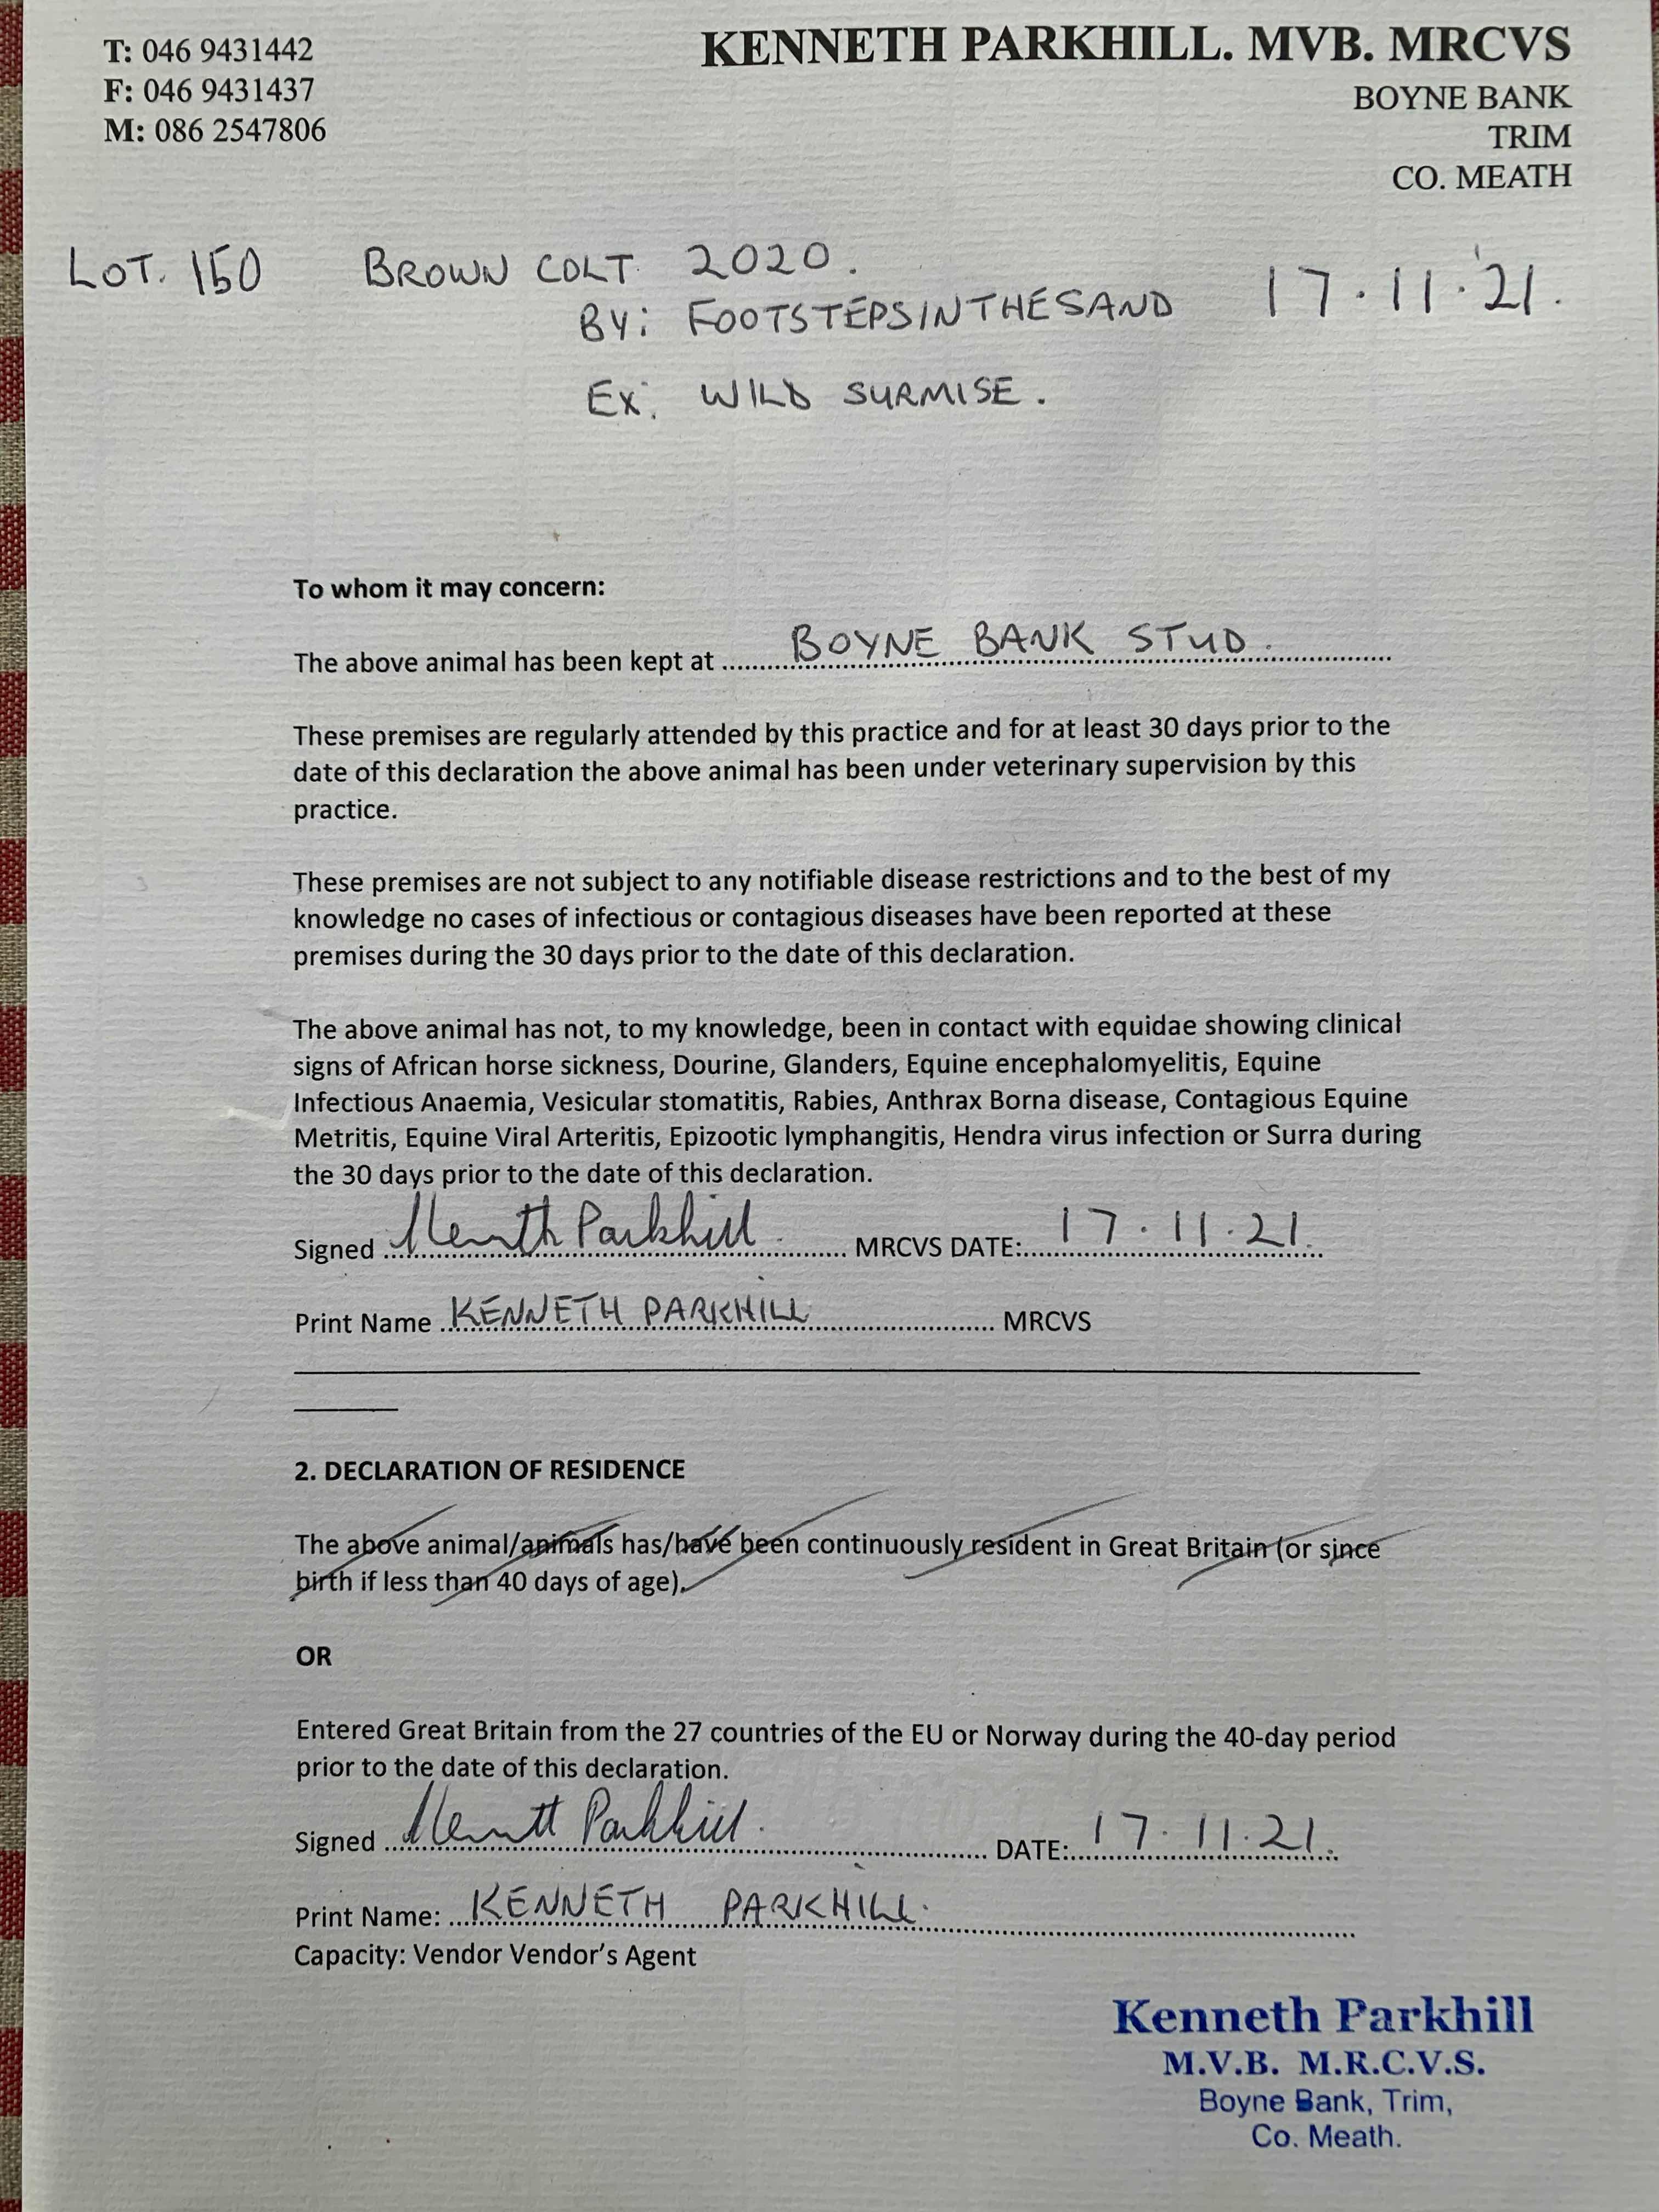 T: 046 9431442
F: 046 9431437
M: 086 2547806
KENNETH PARKHILL. MVB. MRCVS
BOYNE BANK
TRIM
CO. MEATH
LOT. 150 BROWN COLT 2020.
BY: FOOTSTEPSINTHESAND 17.11.'21.
Ex: WILD SURMISE.
To whom it may concern:
The above animal has been kept at BOYNE BANK STUD.
These premises are regularly attended by this practice and for at least 30 days prior to the
date of this declaration the above animal has been under veterinary supervision by this
practice.
These premises are not subject to any notifiable disease restrictions and to the best of my
knowledge no cases of infectious or contagious diseases have been reported at these
premises during the 30 days prior to the date of this declaration.
The above animal has not, to my knowledge, been in contact with equidae showing clinical
signs of African horse sickness, Dourine, Glanders, Equine encephalomyelitis, Equine
Infectious Anaemia, Vesicular stomatitis, Rabies, Anthrax Borna disease, Contagious Equine
Metritis, Equine Viral Arteritis, Epizootic lymphangitis, Hendra virus infection or Surra during
the 30 days prior to the date of this declaration.
Signed Kenneth Parkhill MRCVS DATE: 17.11.21.
Print Name KENNETH PARKHILL MRCVS
2. DECLARATION OF RESIDENCE
The above animal/animals has/have been continuously resident in Great Britain (or since
birth if less than 40 days of age).
OR
Entered Great Britain from the 27 countries of the EU or Norway during the 40-day period
prior to the date of this declaration.
Signed Kenneth Parkhill. DATE: 17.11.21.
Print Name: KENNETH PARKHILL.
Capacity: Vendor Vendor's Agent
Kenneth Parkhill
M.V.B. M.R.C.V.S.
Boyne Bank, Trim,
Co. Meath.